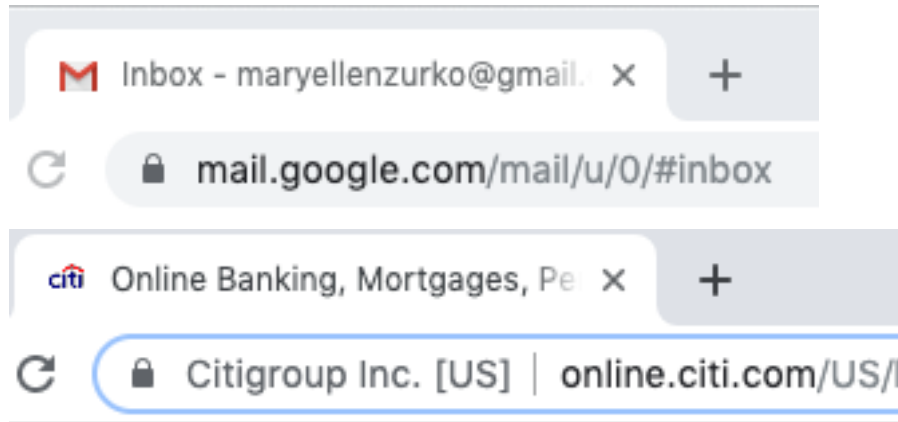 Inbox - maryellenzurko@gmail.
mail.google.com/mail/u/0/#inbox
citi Online Banking, Mortgages, Pe
Citigroup Inc. [US] | online.citi.com/US/